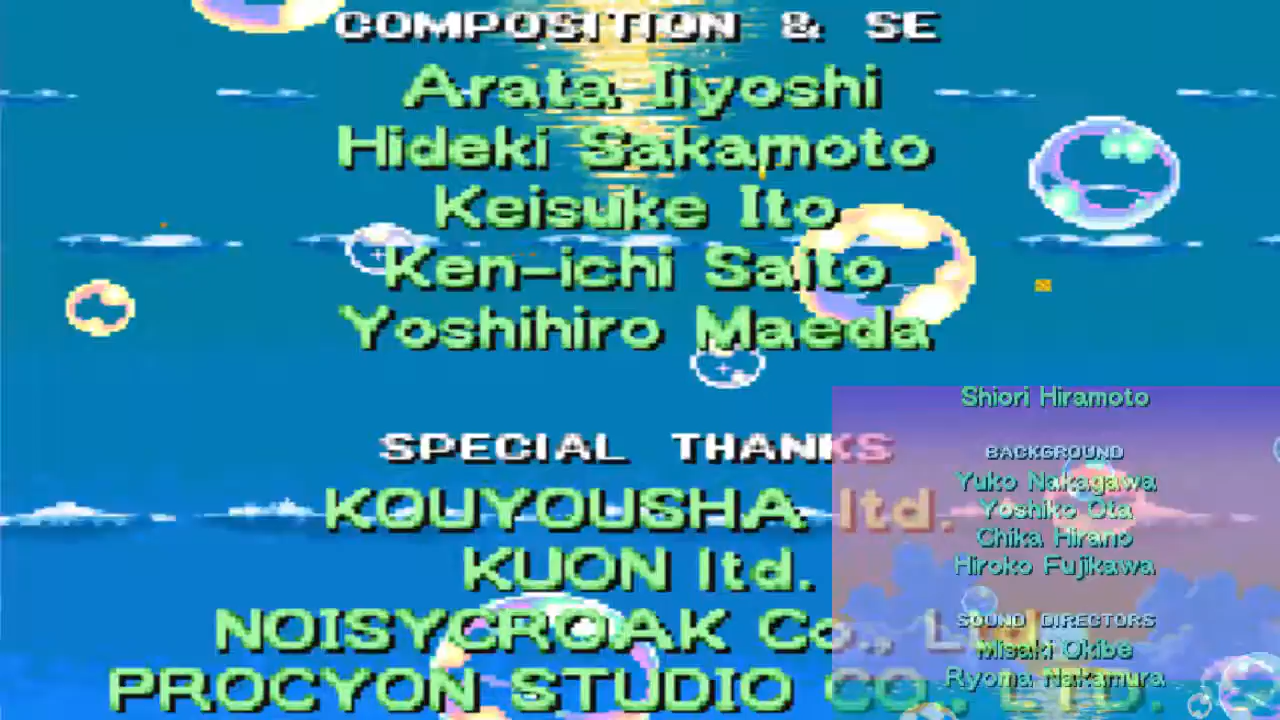 COMPOSITION & SE
Arata Iiyoshi
Hideki Sakamoto
Keisuke Ito
Ken-ichi Saito
Yoshihiro Maeda
SPECIAL THANKS
KOUYOUSHA ltd.
KUON ltd.
NOISYCROAK Co., Ltd.
PROCYON STUDIO CO., LTD.
Shiori Hiramoto
BACKGROUND
Yuko Nakagawa
Yoshiko Ota
Chika Hirano
Hiroko Fujikawa
SOUND DIRECTORS
Misaki Okibe
Ryoma Nakamura